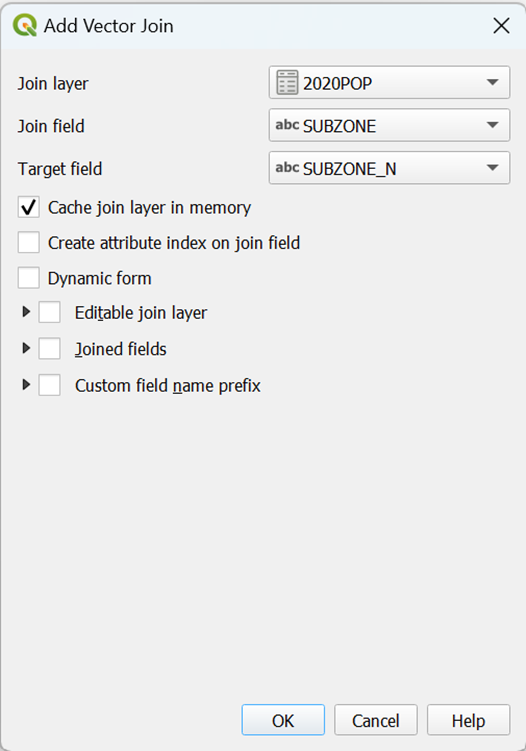 Add Vector Join
Join layer 2020POP
Join field abc SUBZONE
Target field abc SUBZONE_N
Cache join layer in memory
Create attribute index on join field
Dynamic form
Editable join layer
Joined fields
Custom field name prefix
OK Cancel Help